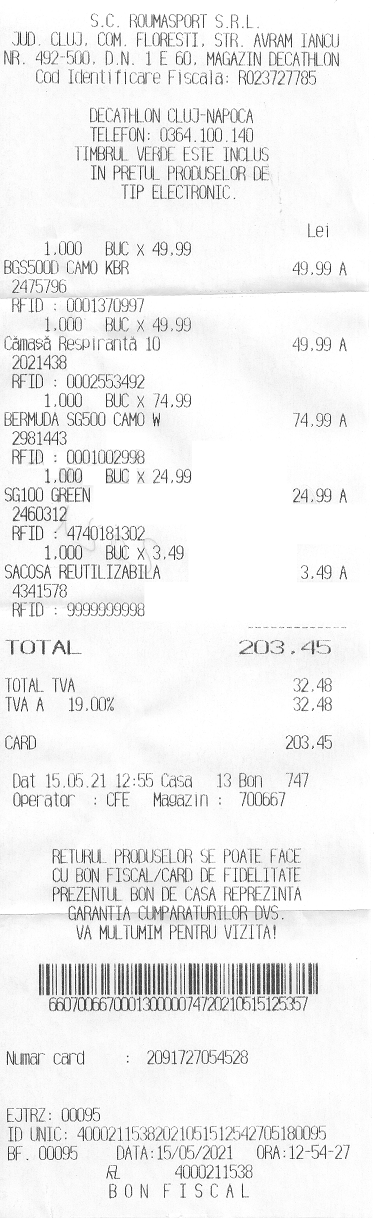 S.C. ROUMASPORT S.R.L.
JUD. CLUJ, COM. FLORESTI, STR. AVRAM IANCU
NR. 492-500, D.N. 1 E 60, MAGAZIN DECATHLON
Cod Identificare Fiscala: RO23727785
DECATHLON CLUJ-NAPOCA
TELEFON: 0364.100.140
TIMBRUL VERDE ESTE INCLUS
IN PRETUL PRODUSELOR DE
TIP ELECTRONIC.
Lei
1,000 BUC X 49,99
BGS500D CAMO KBR 49,99 A
2475796
RFID : 0001370997
1,000 BUC X 49,99
Cămaşă Respirantă 10 49,99 A
2021438
RFID : 0002553492
1,000 BUC X 74,99
BERMUDA SG500 CAMO W 74,99 A
2981443
RFID : 0001002998
1,000 BUC X 24,99
SG100 GREEN 24,99 A
2460312
RFID : 4740181302
1,000 BUC X 3,49
SACOSA REUTILIZABILA 3,49 A
4341578
RFID : 9999999998
TOTAL 203,45
TOTAL TVA 32,48
TVA A 19,00% 32,48
CARD 203,45
Dat 15.05.21 12:55 Casa 13 Bon 747
Operator : CFE Magazin : 700667
RETURUL PRODUSELOR SE POATE FACE
CU BON FISCAL/CARD DE FIDELITATE
PREZENTUL BON DE CASA REPREZINTA
GARANTIA CUMPARATURILOR DVS.
VA MULTUMIM PENTRU VIZITA!
660700667000130000074720210515125357
Numar card : 2091727054528
EJTRZ: 00095
ID UNIC: 4000211538202105151254270518​0095
BF. 00095 DATA:15/05/2021 ORA:12-54-27
RL 4000211538
BON FISCAL